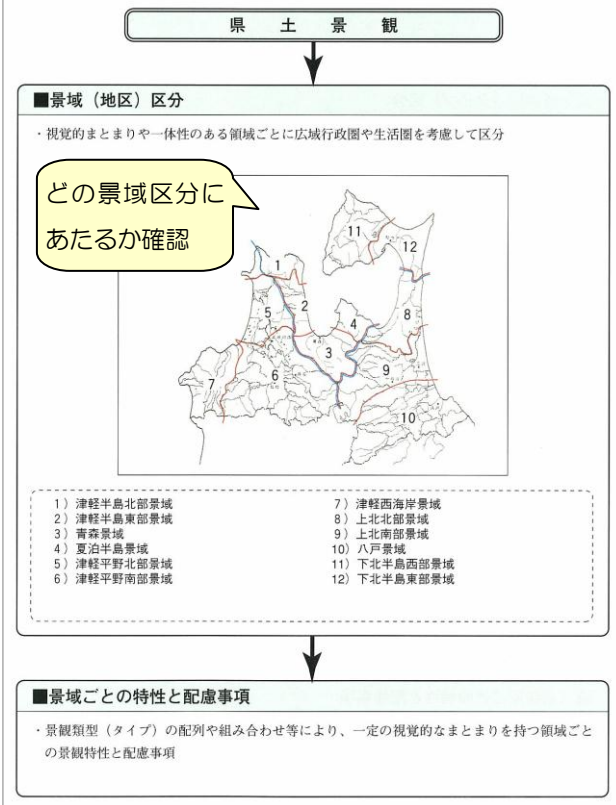 県土景観
■景域（地区）区分
・視覚的まとまりや一体性のある領域ごとに広域行政圏や生活圏を考慮して区分
どの景域区分に
あたるか確認
11
12
1
5
2
4
8
3
7
6
9
10
1）津軽半島北部景域
2）津軽半島東部景域
3）青森景域
4）夏泊半島景域
5）津軽平野北部景域
6）津軽平野南部景域
7）津軽西海岸景域
8）上北北部景域
9）上北南部景域
10）八戸景域
11）下北半島西部景域
12）下北半島東部景域
■景域ごとの特性と配慮事項
・景観類型（タイプ）の配列や組み合わせ等により、一定の視覚的なまとまりを持つ領域ごと
の景観特性と配慮事項